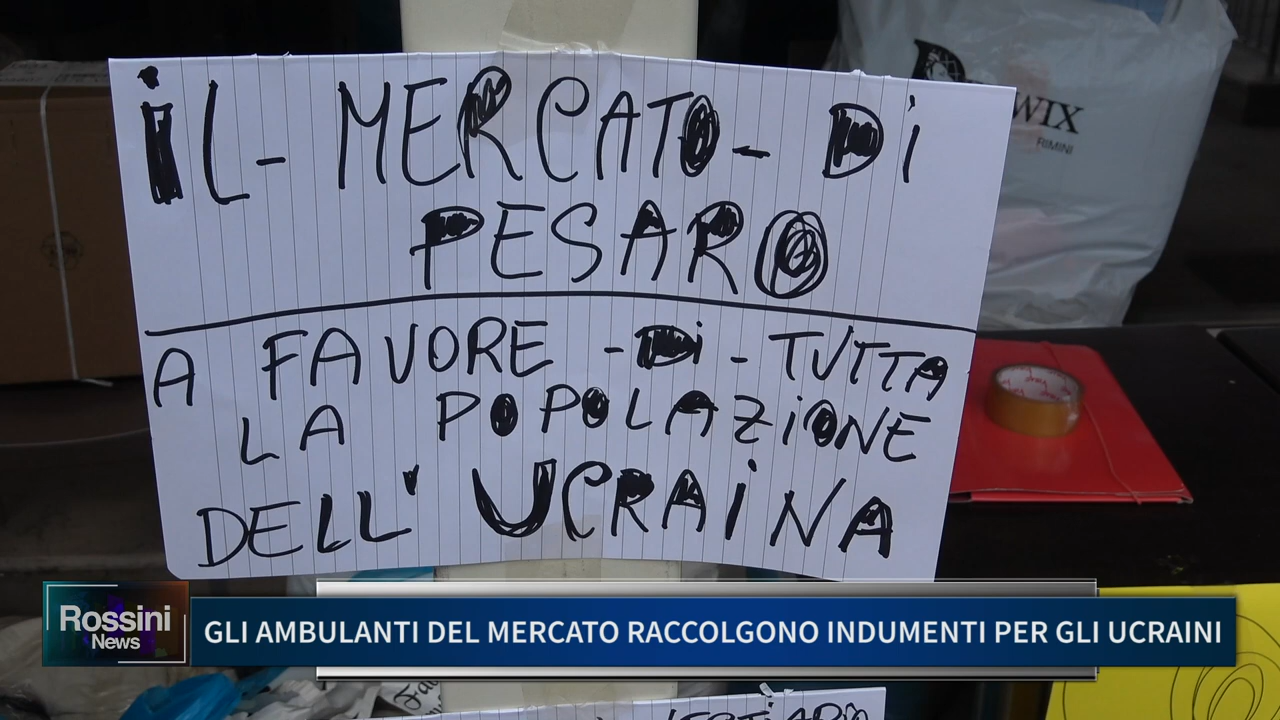 iL - MERCATO - Di
PESARO
A FAVORE - Di - TUTTA
LA POPOLAZiONE
DELL' UCRAiNA
WIX
RIMINI
Rossini
News
GLI AMBULANTI DEL MERCATO RACCOLGONO INDUMENTI PER GLI UCRAINI